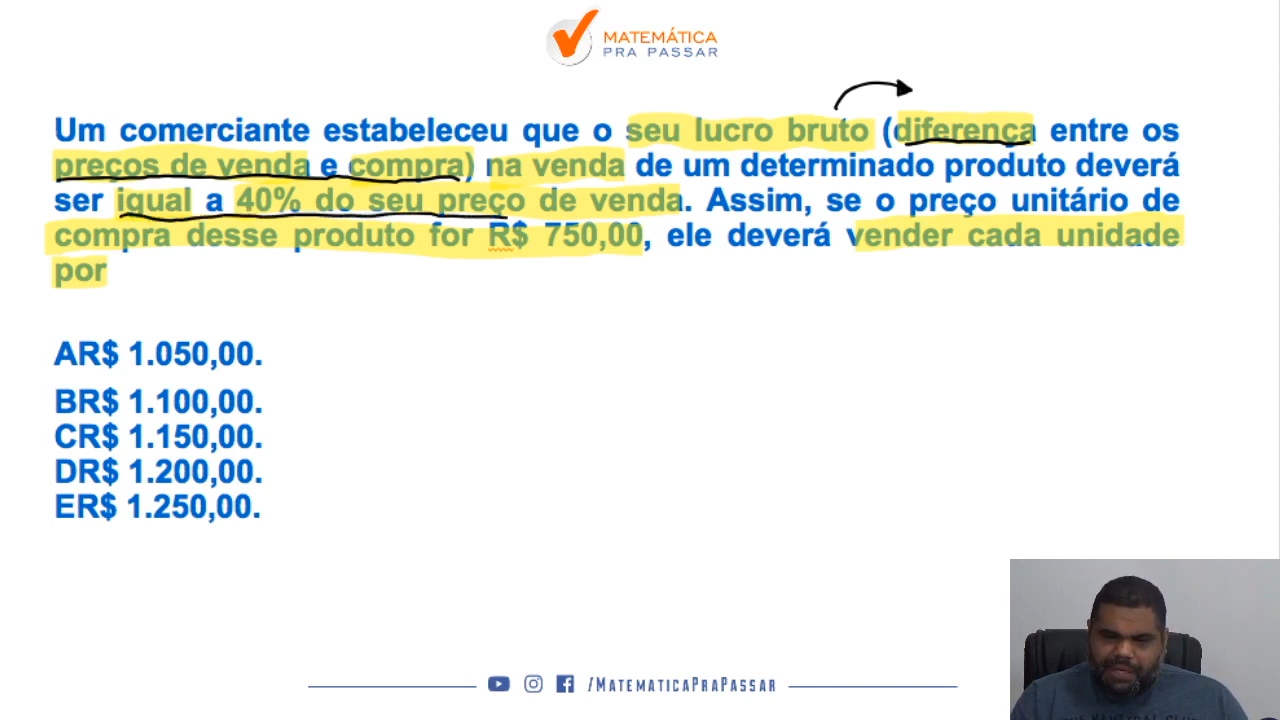 MATEMÁTICA
PRA PASSAR
Um comerciante estabeleceu que o seu lucro bruto (diferença entre os
preços de venda e compra) na venda de um determinado produto deverá
ser igual a 40% do seu preço de venda. Assim, se o preço unitário de
compra desse produto for R$ 750,00, ele deverá vender cada unidade
por
AR$ 1.050,00.
BR$ 1.100,00.
CR$ 1.150,00.
DR$ 1.200,00.
ER$ 1.250,00.
/MATEMATICAPRAPASSAR